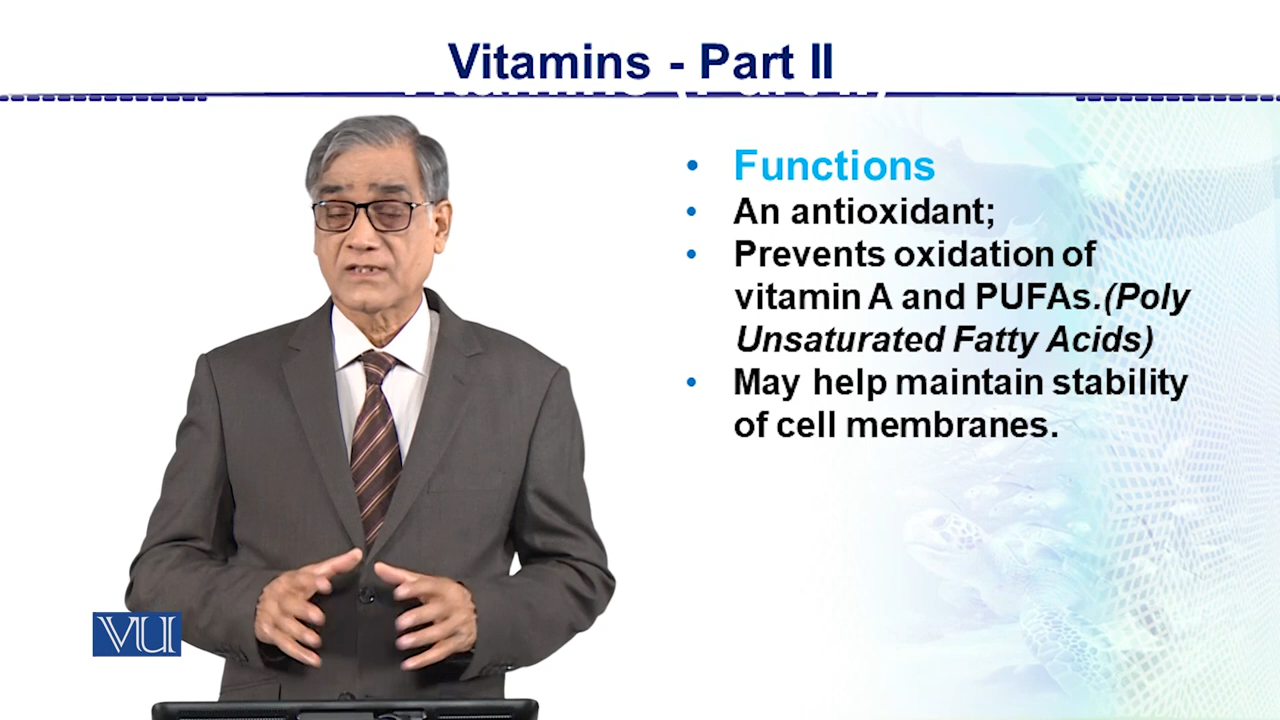 Vitamins - Part II
• Functions
• An antioxidant;
• Prevents oxidation of
vitamin A and PUFAs.(Poly
Unsaturated Fatty Acids)
• May help maintain stability
of cell membranes.
VU